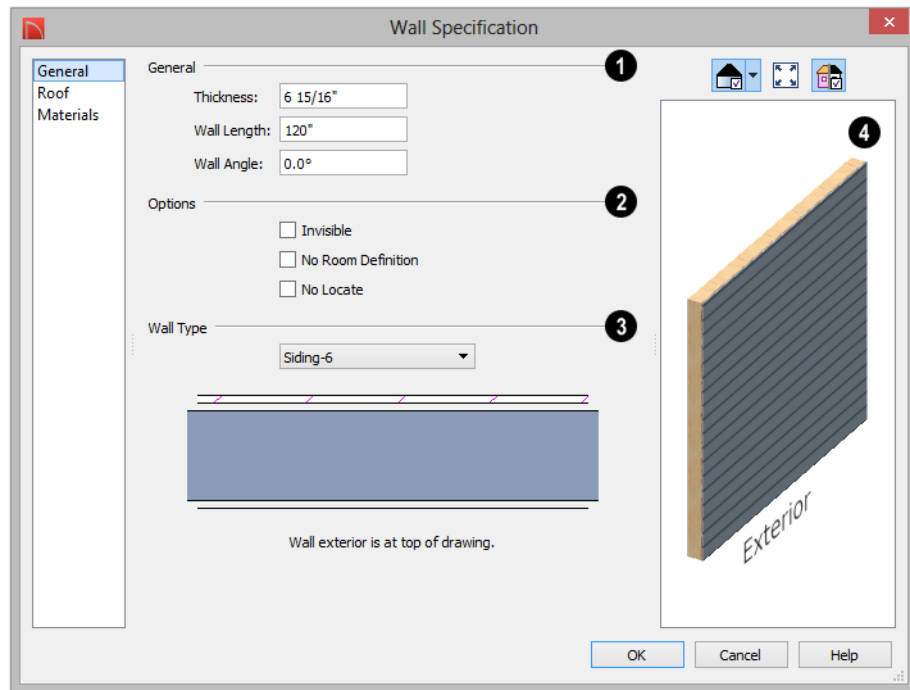 Wall Specification
General
Roof
Materials
General 1
Thickness: 6 15/16"
Wall Length: 120"
Wall Angle: 0.0°
Options 2
Invisible
No Room Definition
No Locate
Wall Type 3
Siding-6
Wall exterior is at top of drawing.
4
Exterior
OK Cancel Help